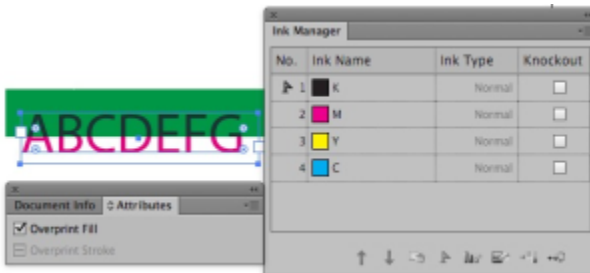 Ink Manager
No. Ink Name Ink Type Knockout
1 K Normal
2 M Normal
3 Y Normal
4 C Normal
ABCDEFG
Document Info Attributes
Overprint Fill
Overprint Stroke